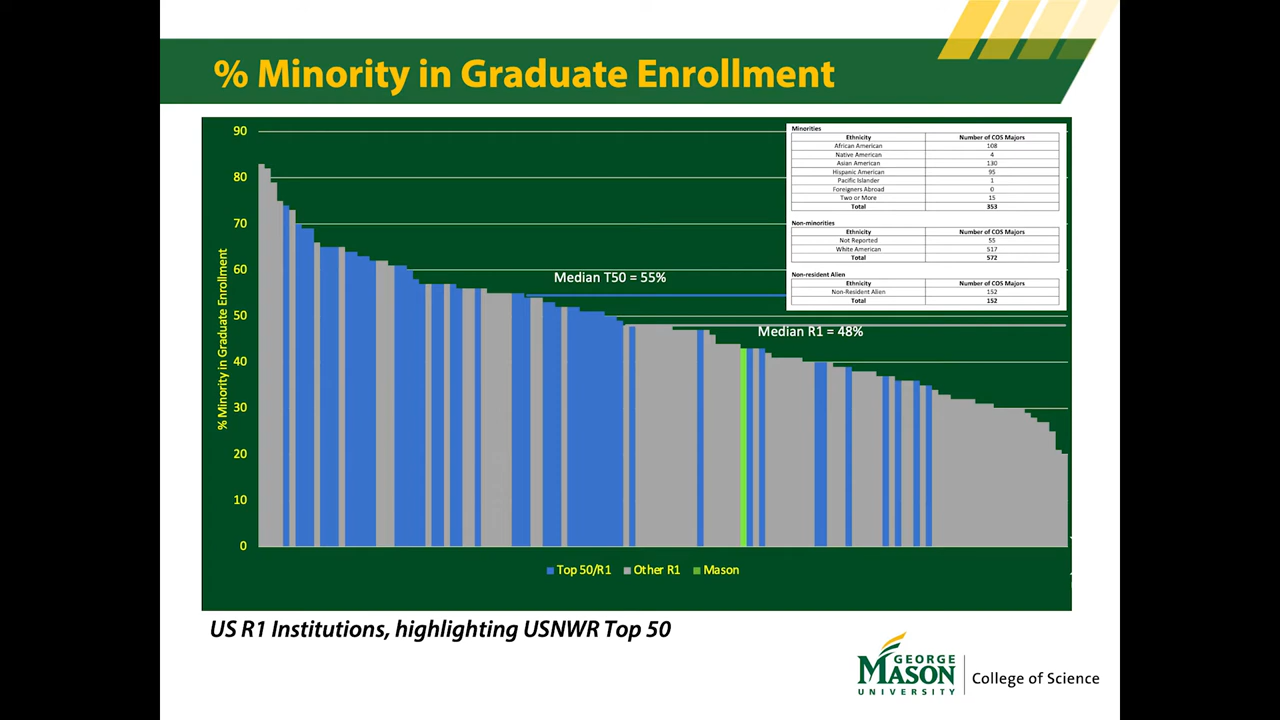 % Minority in Graduate Enrollment
% Minority in Graduate Enrollment
90
80
70
60
50
40
30
20
10
0
Median T50 = 55%
Median R1 = 48%
Minorities
Ethnicity Number of COS Majors
African American 108
Native American 4
Asian American 130
Hispanic American 95
Pacific Islander 1
Foreigners Abroad 0
Two or More 15
Total 353
Non-minorities
Ethnicity Number of COS Majors
Not Reported 55
White American 517
Total 572
Non-resident Alien
Ethnicity Number of COS Majors
Non-Resident Alien 152
Total 152
Top 50/R1 Other R1 Mason
US R1 Institutions, highlighting USNWR Top 50
GEORGE
MASON
UNIVERSITY
College of Science